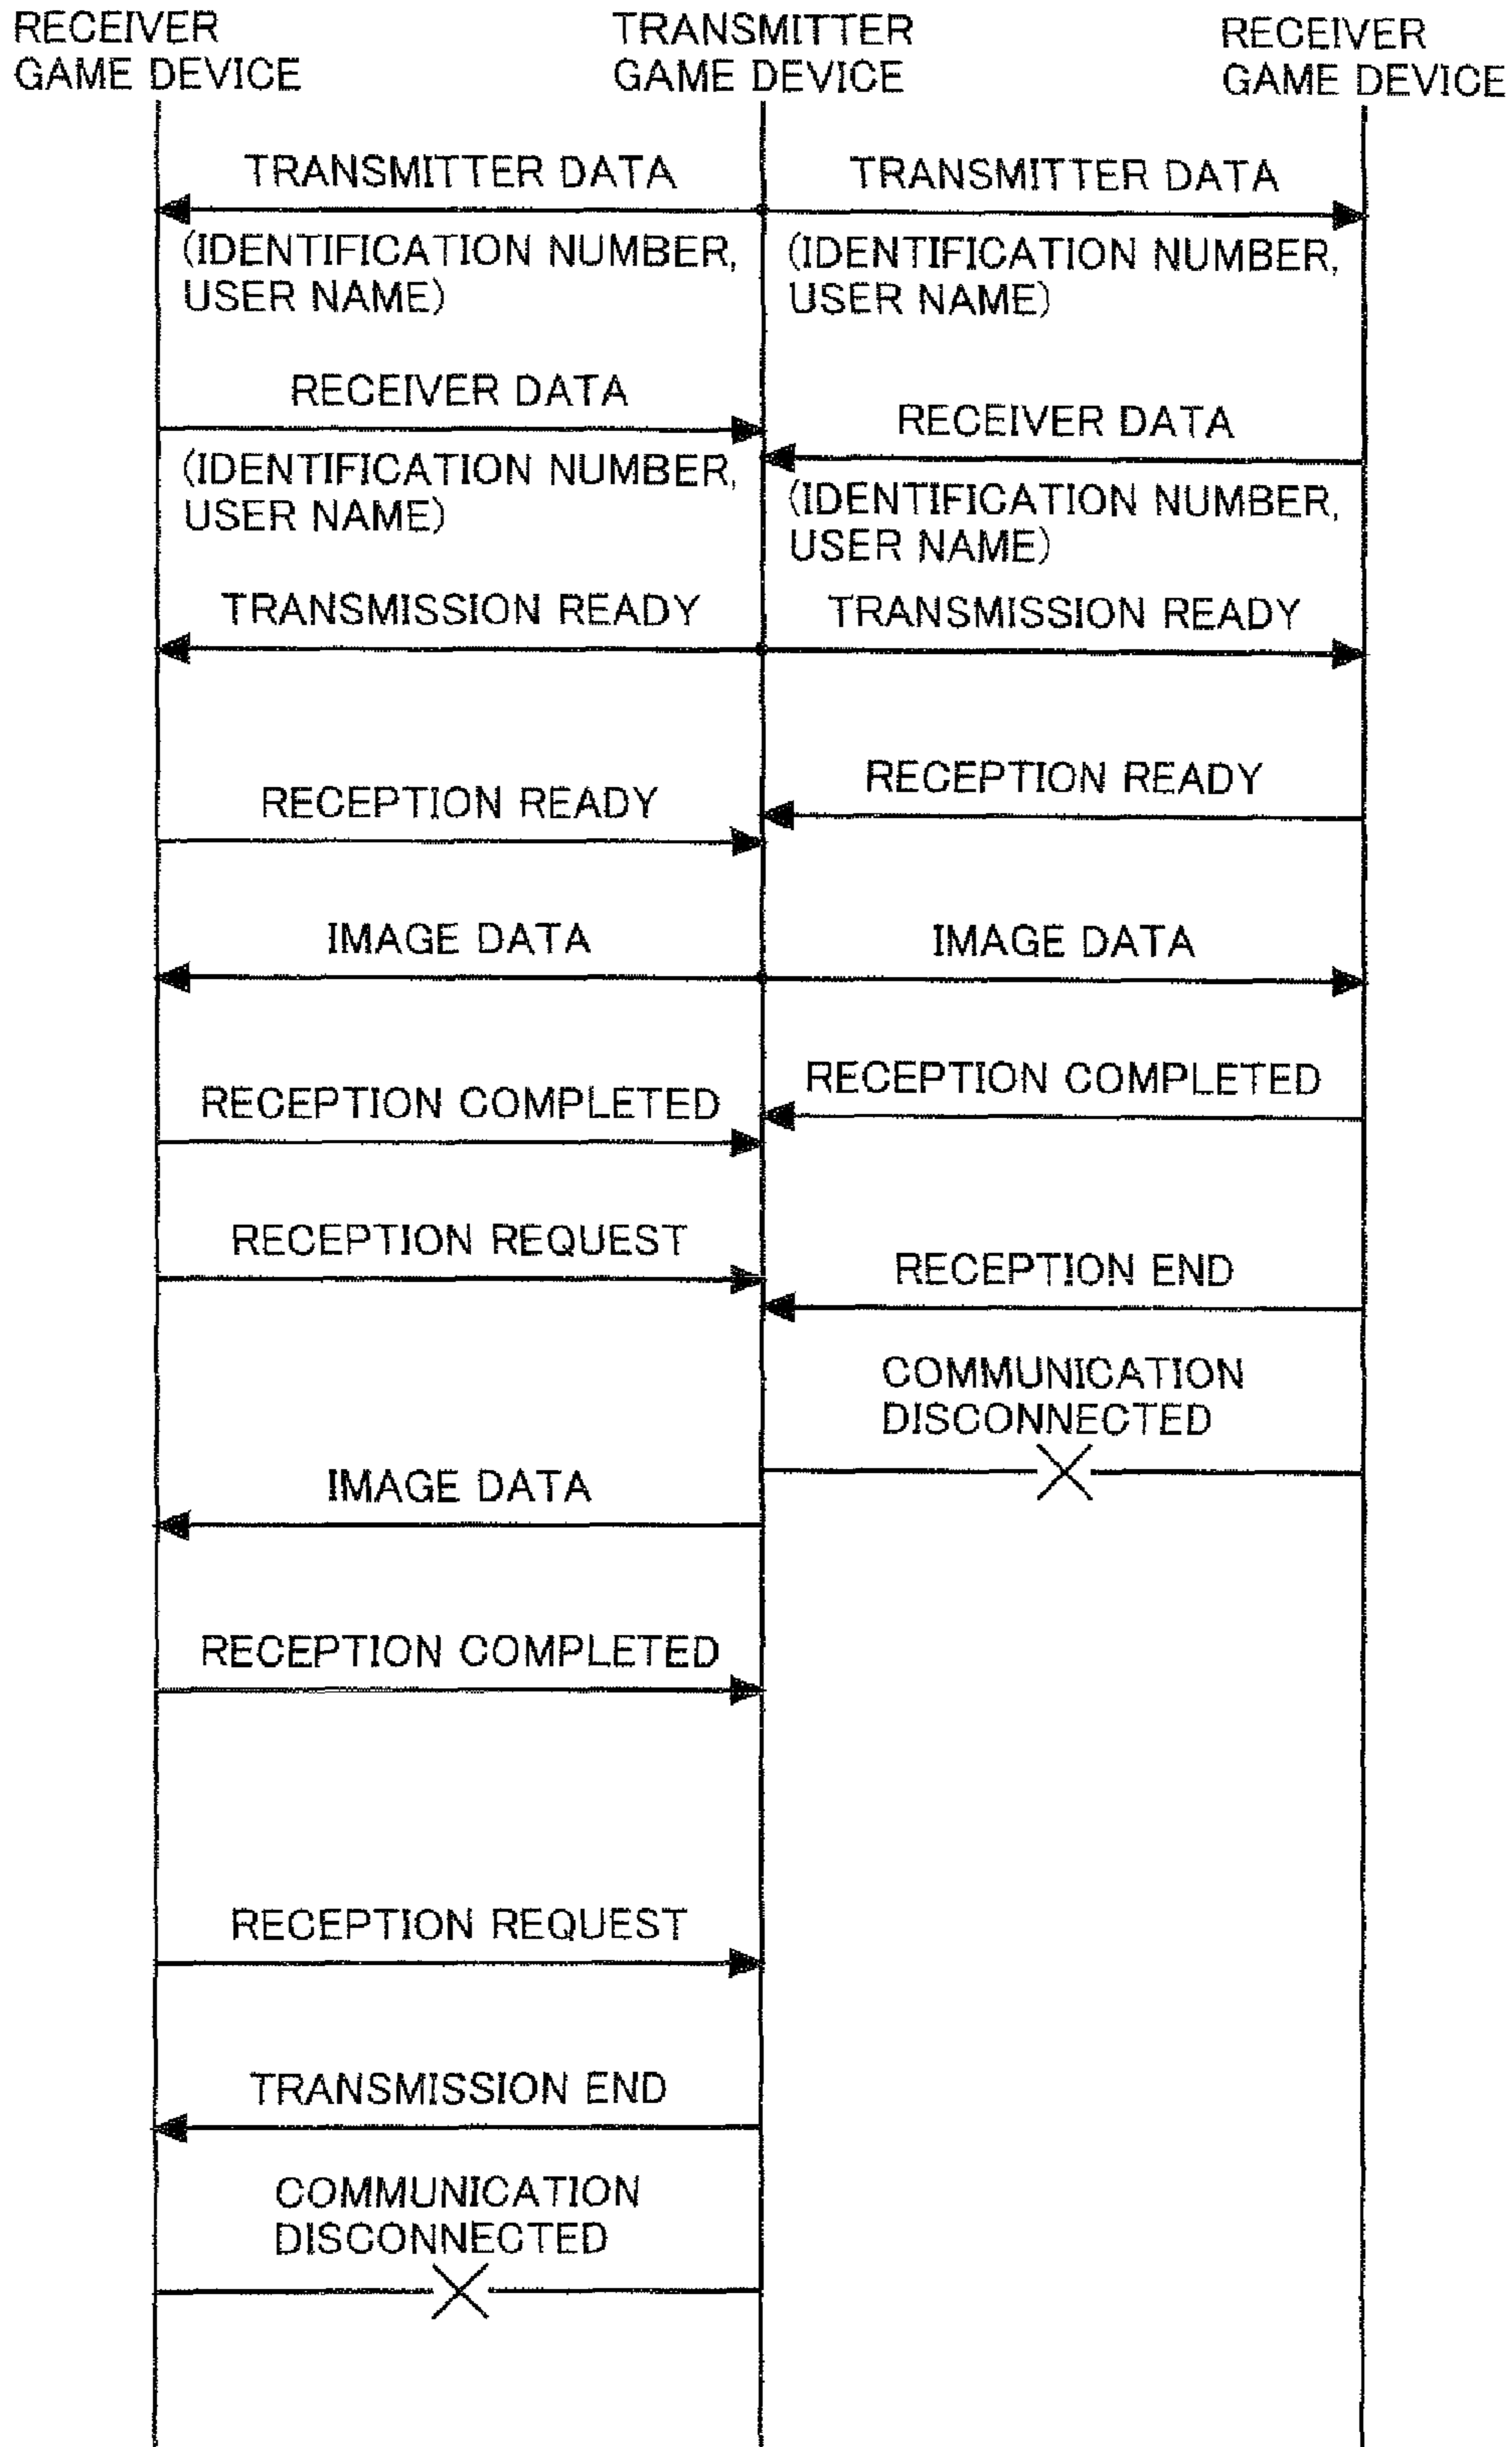 RECEIVER
GAME DEVICE
TRANSMITTER
GAME DEVICE
RECEIVER
GAME DEVICE
TRANSMITTER DATA
TRANSMITTER DATA
(IDENTIFICATION NUMBER,
USER NAME)
(IDENTIFICATION NUMBER,
USER NAME)
RECEIVER DATA
RECEIVER DATA
(IDENTIFICATION NUMBER,
USER NAME)
(IDENTIFICATION NUMBER,
USER NAME)
TRANSMISSION READY
TRANSMISSION READY
RECEPTION READY
RECEPTION READY
IMAGE DATA
IMAGE DATA
RECEPTION COMPLETED
RECEPTION COMPLETED
RECEPTION REQUEST
RECEPTION END
COMMUNICATION
DISCONNECTED
IMAGE DATA
RECEPTION COMPLETED
RECEPTION REQUEST
TRANSMISSION END
COMMUNICATION
DISCONNECTED